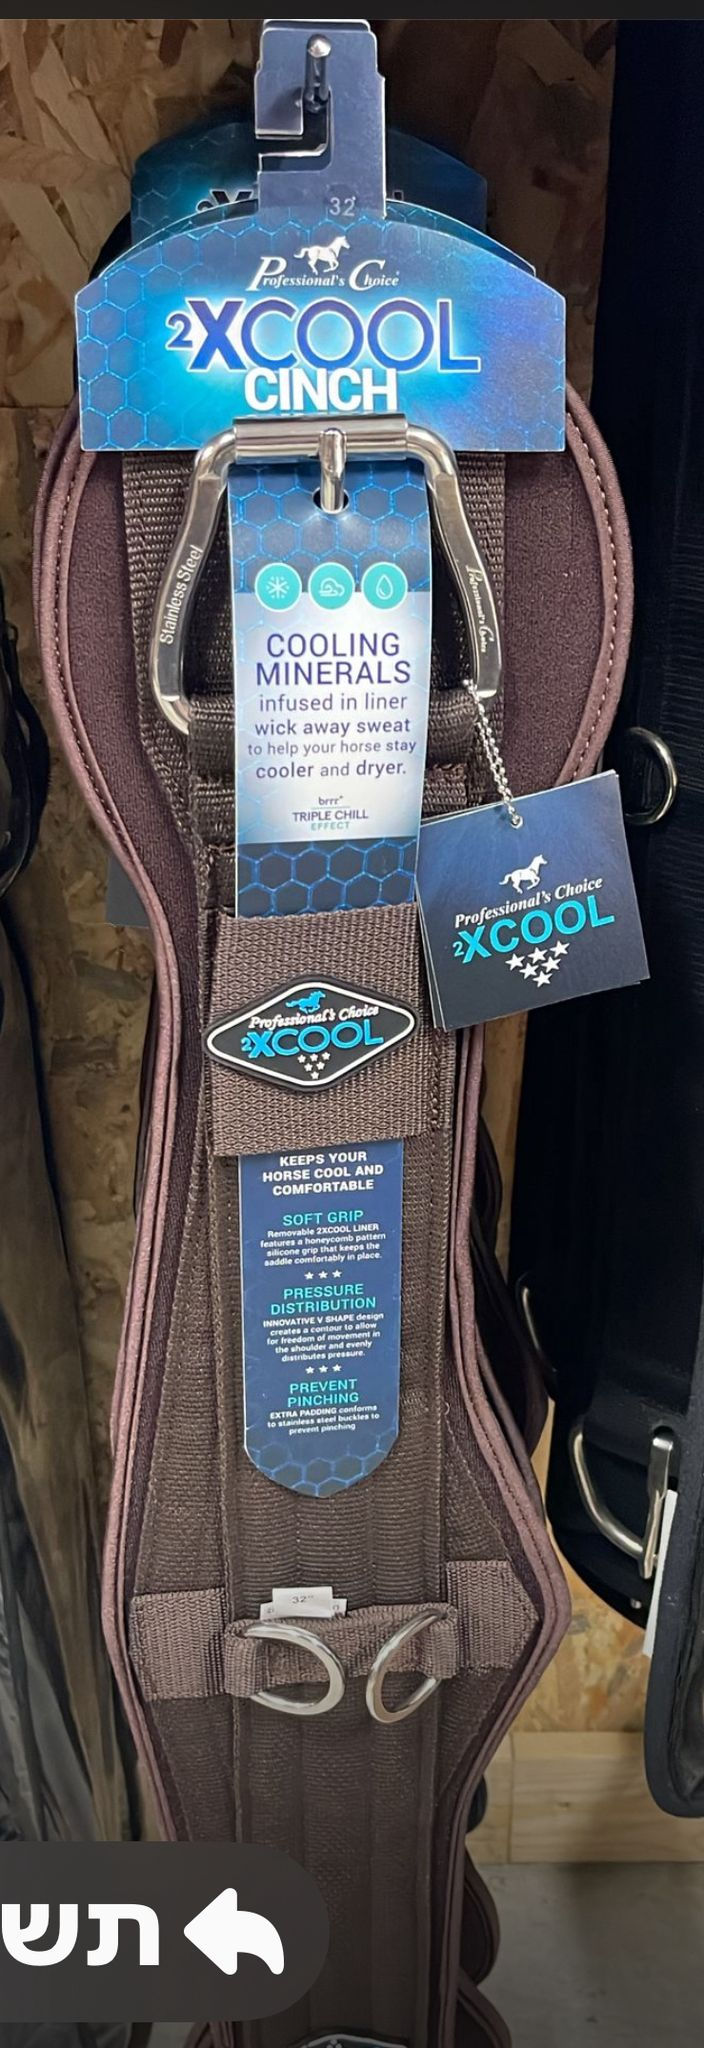 32
Professional's Choice
2XCOOL
CINCH
Stainless Steel
Professional's Choice
COOLING
MINERALS
infused in liner
wick away sweat
to help your horse stay
cooler and dryer.
brrr°
TRIPLE CHILL
EFFECT
Professional's Choice
2XCOOL
Professional's Choice
2XCOOL
KEEPS YOUR
HORSE COOL AND
COMFORTABLE
SOFT GRIP
Removable 2XCOOL LINER
features a honeycomb pattern
silicone grip that keeps the
saddle comfortably in place.
PRESSURE
DISTRIBUTION
INNOVATIVE V SHAPE design
creates a contour to allow
for freedom of movement in
the shoulder and evenly
distributes pressure.
PREVENT
PINCHING
EXTRA PADDING conforms
to stainless steel buckles to
prevent pinching
32"
תש